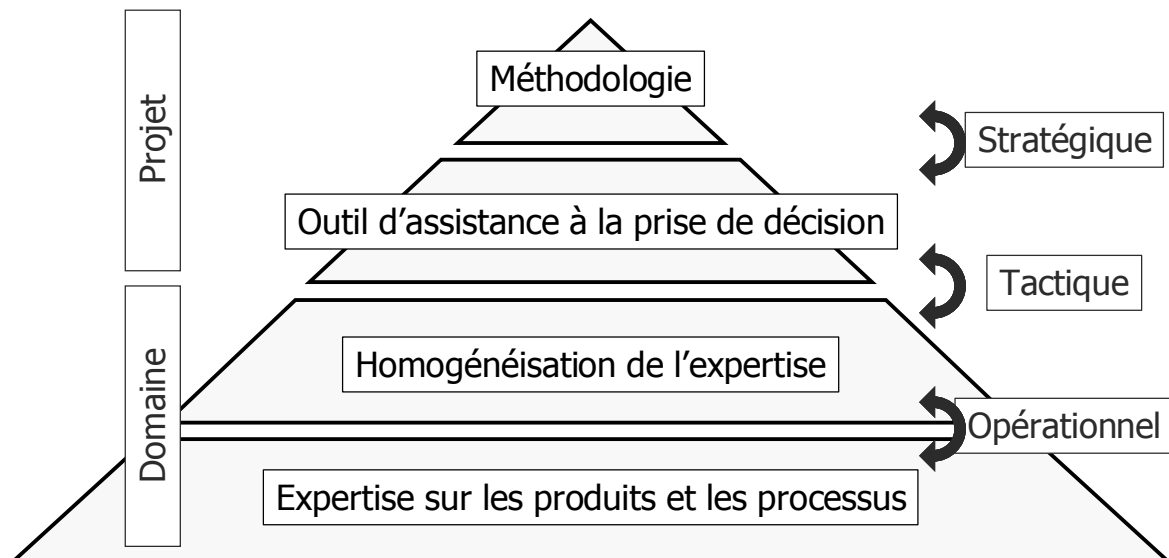 Projet
Méthodologie
Stratégique
Outil d’assistance à la prise de décision
Tactique
Domaine
Homogénéisation de l’expertise
Opérationnel
Expertise sur les produits et les processus